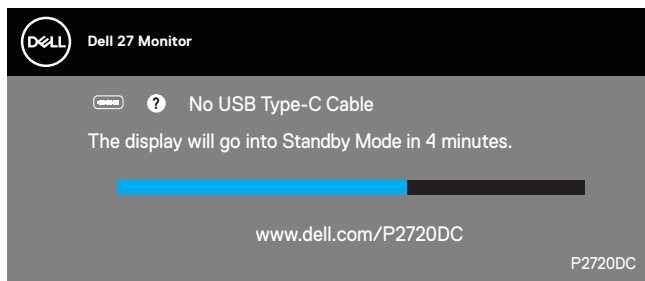 DELL
Dell 27 Monitor
? No USB Type-C Cable
The display will go into Standby Mode in 4 minutes.
www.dell.com/P2720DC
P2720DC